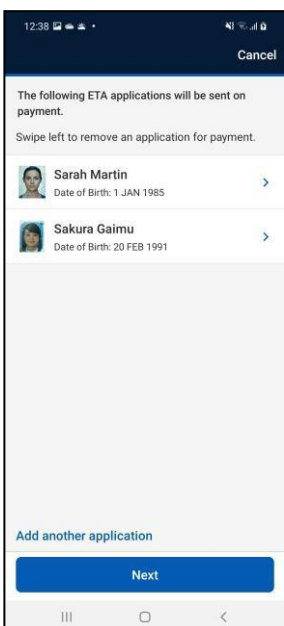 12:38
Cancel
The following ETA applications will be sent on
payment.
Swipe left to remove an application for payment.
Sarah Martin
Date of Birth: 1 JAN 1985
Sakura Gaimu
Date of Birth: 20 FEB 1991
Add another application
Next